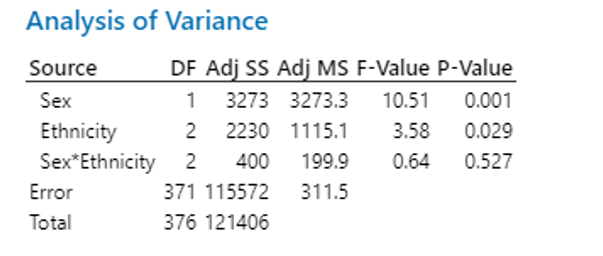 Analysis of Variance
Source DF Adj SS Adj MS F-Value P-Value
Sex 1 3273 3273.3 10.51 0.001
Ethnicity 2 2230 1115.1 3.58 0.029
Sex*Ethnicity 2 400 199.9 0.64 0.527
Error 371 115572 311.5
Total 376 121406